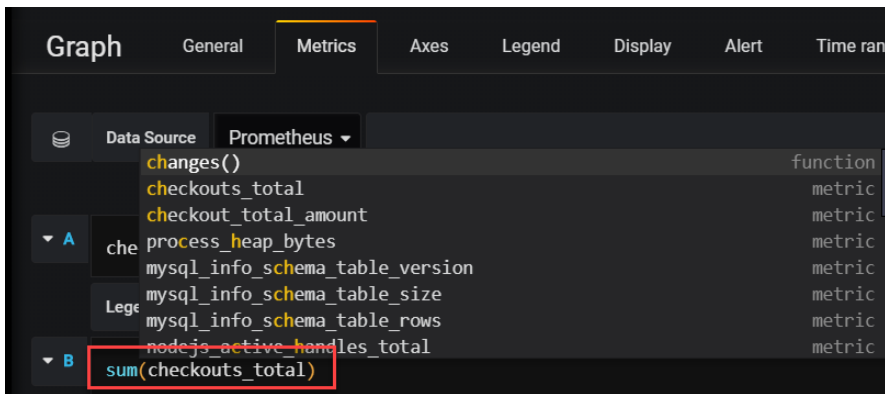 Graph General Metrics Axes Legend Display Alert Time ran
Data Source Prometheus
changes() function
checkouts_total metric
checkout_total_amount metric
A che process_heap_bytes metric
mysql_info_schema_table_version metric
Lege mysql_info_schema_table_size metric
mysql_info_schema_table_rows metric
nodejs_active_handles_total metric
B sum(checkouts_total)